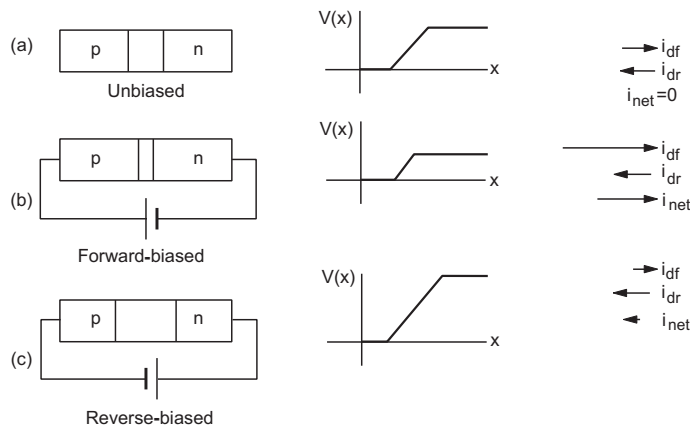 (a)
p n
Unbiased
V(x)
x
i_df
i_dr
i_net=0
(b)
p n
Forward-biased
V(x)
x
i_df
i_dr
i_net
(c)
p n
Reverse-biased
V(x)
x
i_df
i_dr
i_net